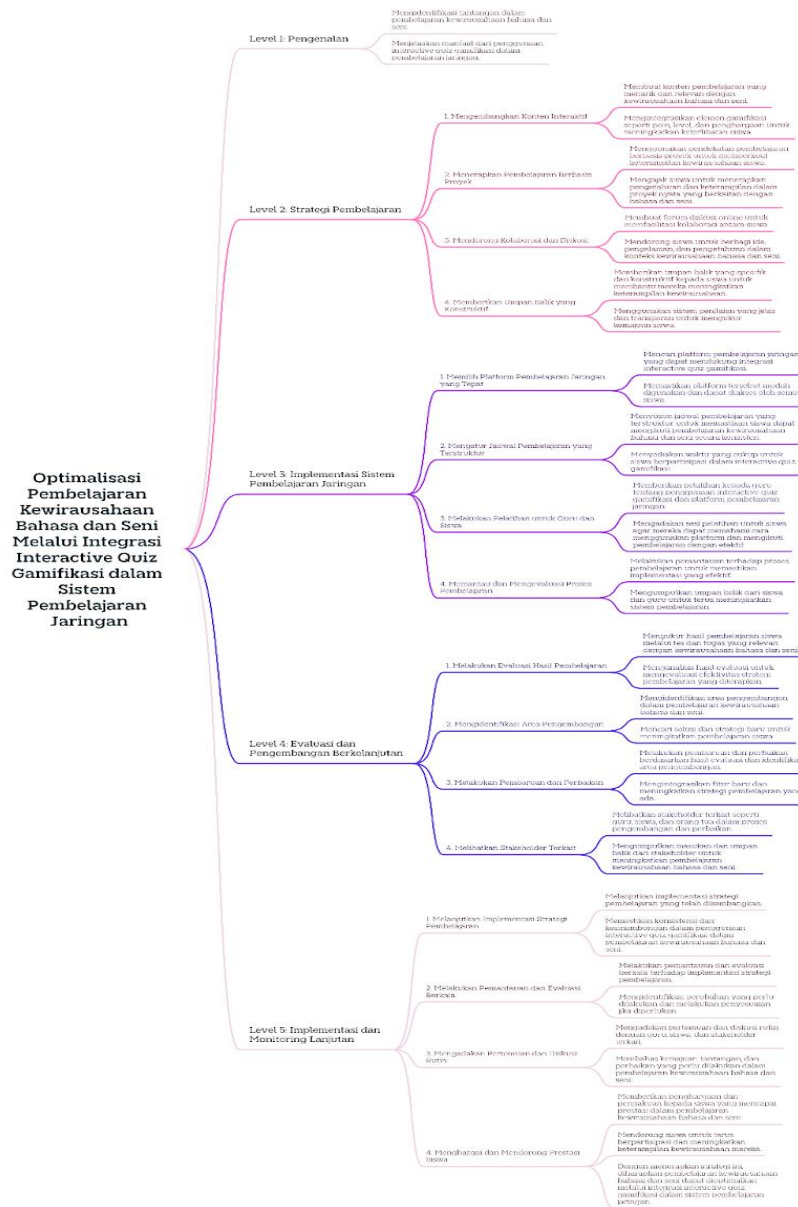 Optimalisasi
Pembelajaran
Kewirausahaan
Bahasa dan Seni
Melalui Integrasi
Interactive Quiz
Gamifikasi dalam
Sistem
Pembelajaran
Jaringan
Level 1: Pengenalan
Mengidentifikasi tantangan dalam
pembelajaran kewirausahaan bahasa dan
seni.
Menjelaskan manfaat dari penggunaan
interactive quiz gamifikasi dalam
pembelajaran jaringan.
Level 2: Strategi Pembelajaran
1. Mengembangkan Konten Interaktif
Membuat konten pembelajaran yang
menarik dan relevan dengan
kewirausahaan bahasa dan seni.
Mengintegrasikan elemen gamifikasi
seperti poin, level, dan penghargaan untuk
meningkatkan keterlibatan siswa.
2. Menerapkan Pembelajaran Berbasis
Proyek
Menggunakan pendekatan pembelajaran
berbasis proyek untuk memperkuat
keterampilan kewirausahaan siswa.
Mengajak siswa untuk menerapkan
pengetahuan dan keterampilan dalam
proyek nyata yang berkaitan dengan
bahasa dan seni.
3. Mendorong Kolaborasi dan Diskusi
Membuat forum diskusi online untuk
memfasilitasi kolaborasi antara siswa.
Mendorong siswa untuk berbagi ide,
pengalaman, dan pengetahuan dalam
konteks kewirausahaan bahasa dan seni.
4. Memberikan Umpan Balik yang
Konstruktif
Memberikan umpan balik yang spesifik
dan konstruktif kepada siswa untuk
membantu mereka meningkatkan
keterampilan kewirausahaan.
Menggunakan sistem penilaian yang jelas
dan transparan untuk mengukur
kemajuan siswa.
Level 3: Implementasi Sistem
Pembelajaran Jaringan
1. Memilih Platform Pembelajaran Jaringan
yang Tepat
Mencari platform pembelajaran jaringan
yang dapat mendukung integrasi
interactive quiz gamifikasi.
Memastikan platform tersebut mudah
digunakan dan dapat diakses oleh semua
siswa.
2. Mengatur Jadwal Pembelajaran yang
Terstruktur
Menyusun jadwal pembelajaran yang
terstruktur untuk memastikan siswa dapat
mengikuti pembelajaran kewirausahaan
bahasa dan seni secara konsisten.
Menyediakan waktu yang cukup untuk
siswa berpartisipasi dalam interactive quiz
gamifikasi.
3. Melakukan Pelatihan untuk Guru dan
Siswa
Memberikan pelatihan kepada guru
tentang penggunaan interactive quiz
gamifikasi dan platform pembelajaran
jaringan.
Mengadakan sesi pelatihan untuk siswa
agar mereka dapat memahami cara
menggunakan platform dan mengikuti
pembelajaran dengan efektif.
4. Memantau dan Mengevaluasi Proses
Pembelajaran
Melakukan pemantauan terhadap proses
pembelajaran untuk memastikan
implementasi yang efektif.
Mengumpulkan umpan balik dari siswa
dan guru untuk terus meningkatkan
sistem pembelajaran.
Level 4: Evaluasi dan
Pengembangan Berkelanjutan
1. Melakukan Evaluasi Hasil Pembelajaran
Mengukur hasil pembelajaran siswa
melalui tes dan tugas yang relevan
dengan kewirausahaan bahasa dan seni.
Menganalisis hasil evaluasi untuk
mengevaluasi efektivitas strategi
pembelajaran yang diterapkan.
2. Mengidentifikasi Area Pengembangan
Mengidentifikasi area pengembangan
dalam pembelajaran kewirausahaan
bahasa dan seni.
Mencari solusi dan strategi baru untuk
meningkatkan pembelajaran siswa.
3. Melakukan Pembaruan dan Perbaikan
Melakukan pembaruan dan perbaikan
berdasarkan hasil evaluasi dan identifikasi
area pengembangan.
Mengintegrasikan fitur baru dan
meningkatkan strategi pembelajaran yang
ada.
4. Melibatkan Stakeholder Terkait
Melibatkan stakeholder terkait seperti
guru, siswa, dan orang tua dalam proses
pengembangan dan perbaikan.
Mengumpulkan masukan dan umpan
balik dari stakeholder untuk
meningkatkan pembelajaran
kewirausahaan bahasa dan seni.
Level 5: Implementasi dan
Monitoring Lanjutan
1. Melanjutkan Implementasi Strategi
Pembelajaran
Melanjutkan implementasi strategi
pembelajaran yang telah dikembangkan.
Memastikan konsistensi dan
kesinambungan dalam penggunaan
interactive quiz gamifikasi dalam
pembelajaran kewirausahaan bahasa dan
seni.
2. Melakukan Pemantauan dan Evaluasi
Berkala
Melakukan pemantauan dan evaluasi
berkala terhadap implementasi strategi
pembelajaran.
Mengidentifikasi perubahan yang perlu
dilakukan dan melakukan penyesuaian
jika diperlukan.
3. Mengadakan Pertemuan dan Diskusi
Rutin
Mengadakan pertemuan dan diskusi rutin
dengan guru, siswa, dan stakeholder
terkait.
Membahas kemajuan, tantangan, dan
perbaikan yang perlu dilakukan dalam
pembelajaran kewirausahaan bahasa dan
seni.
4. Menghargai dan Mendorong Prestasi
Siswa
Memberikan penghargaan dan
pengakuan kepada siswa yang mencapai
prestasi dalam pembelajaran
kewirausahaan bahasa dan seni.
Mendorong siswa untuk terus
berpartisipasi dan meningkatkan
keterampilan kewirausahaan mereka.
Dengan menerapkan strategi ini,
diharapkan pembelajaran kewirausahaan
bahasa dan seni dapat dioptimalkan
melalui integrasi interactive quiz
gamifikasi dalam sistem pembelajaran
jaringan.